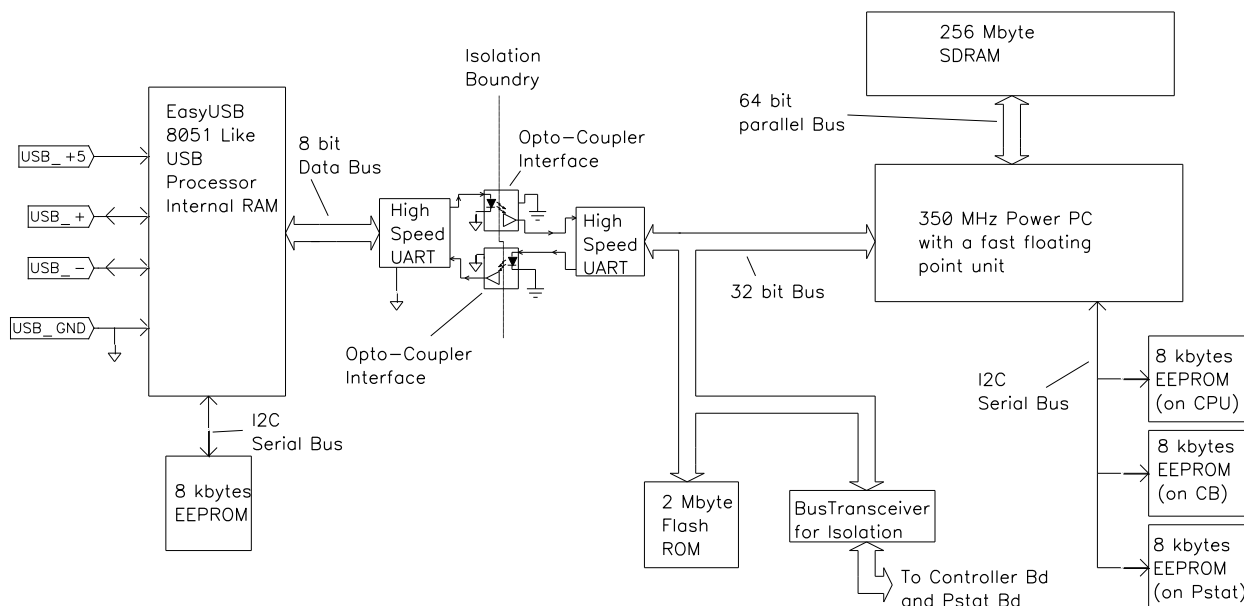 256 Mbyte
SDRAM
Isolation
Boundry
64 bit
parallel Bus
EasyUSB
8051 Like
USB
Processor
Internal RAM
8 bit
Data Bus
Opto-Coupler
Interface
USB_+5
USB_+
USB_-
USB_GND
High
Speed
UART
High
Speed
UART
350 MHz Power PC
with a fast floating
point unit
32 bit Bus
Opto-Coupler
Interface
I2C
Serial Bus
8 kbytes
EEPROM
I2C
Serial Bus
8 kbytes
EEPROM
(on CPU)
8 kbytes
EEPROM
(on CB)
8 kbytes
EEPROM
(on Pstat)
2 Mbyte
Flash
ROM
BusTransceiver
for Isolation
To Controller Bd
and Pstat Bd